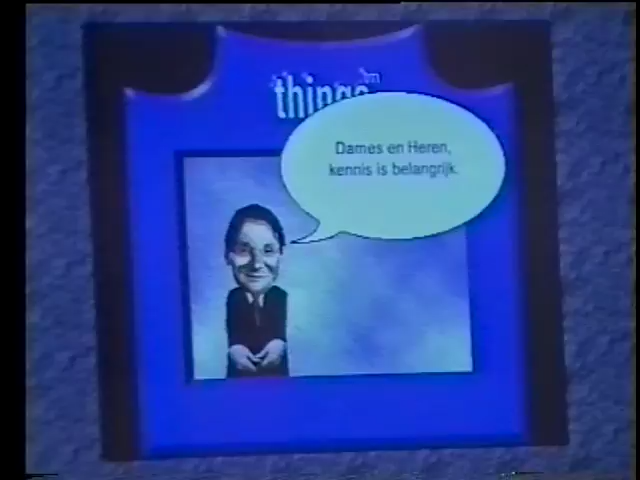 things
Dames en Heren,
kennis is belangrijk.